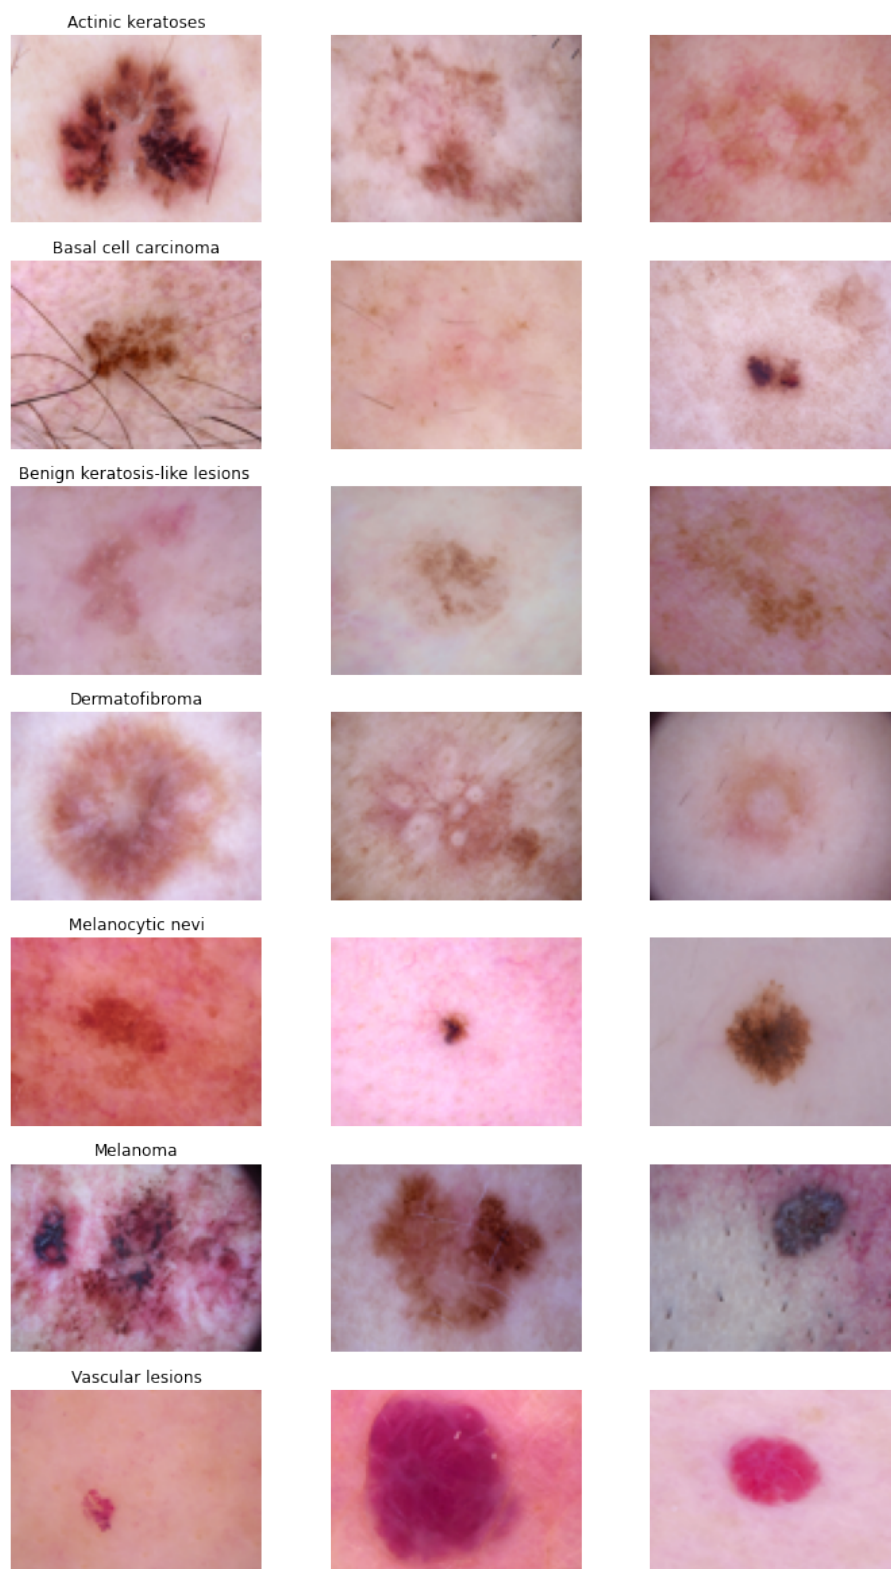 Actinic keratoses
Basal cell carcinoma
Benign keratosis-like lesions
Dermatofibroma
Melanocytic nevi
Melanoma
Vascular lesions